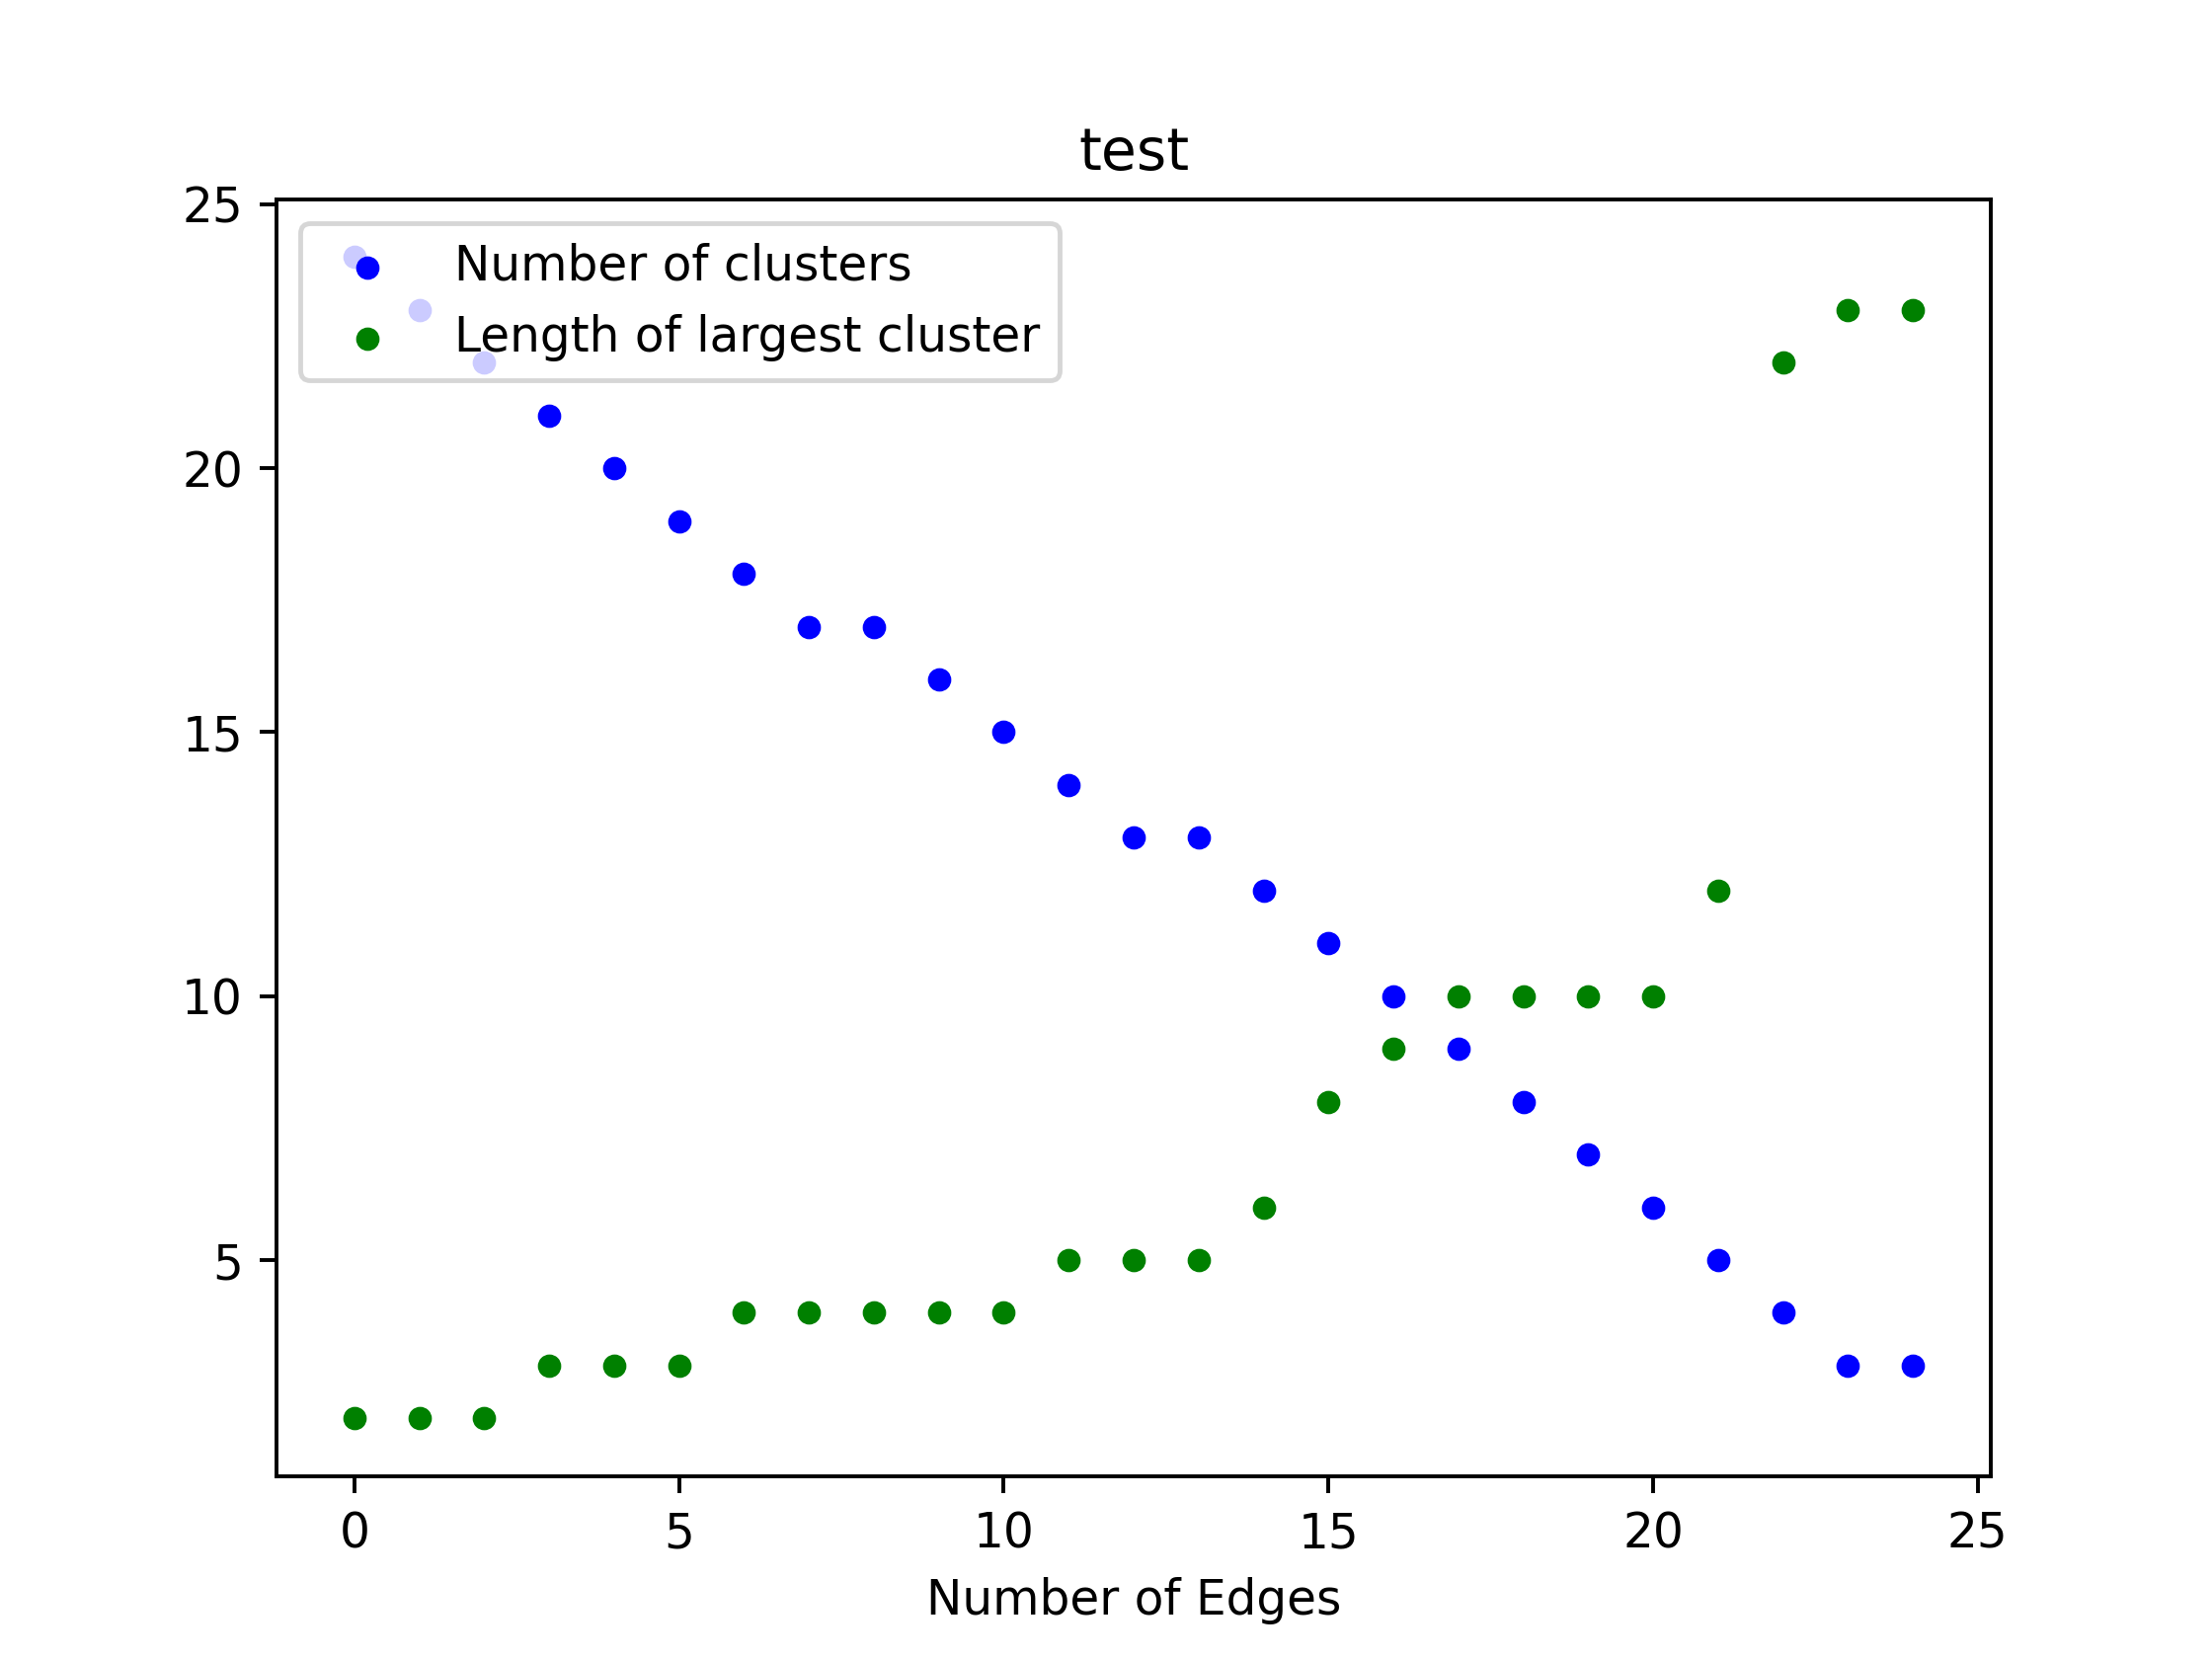 test
25
Number of clusters
Length of largest cluster
20
15
10
5
0 5 10 15 20 25
Number of Edges